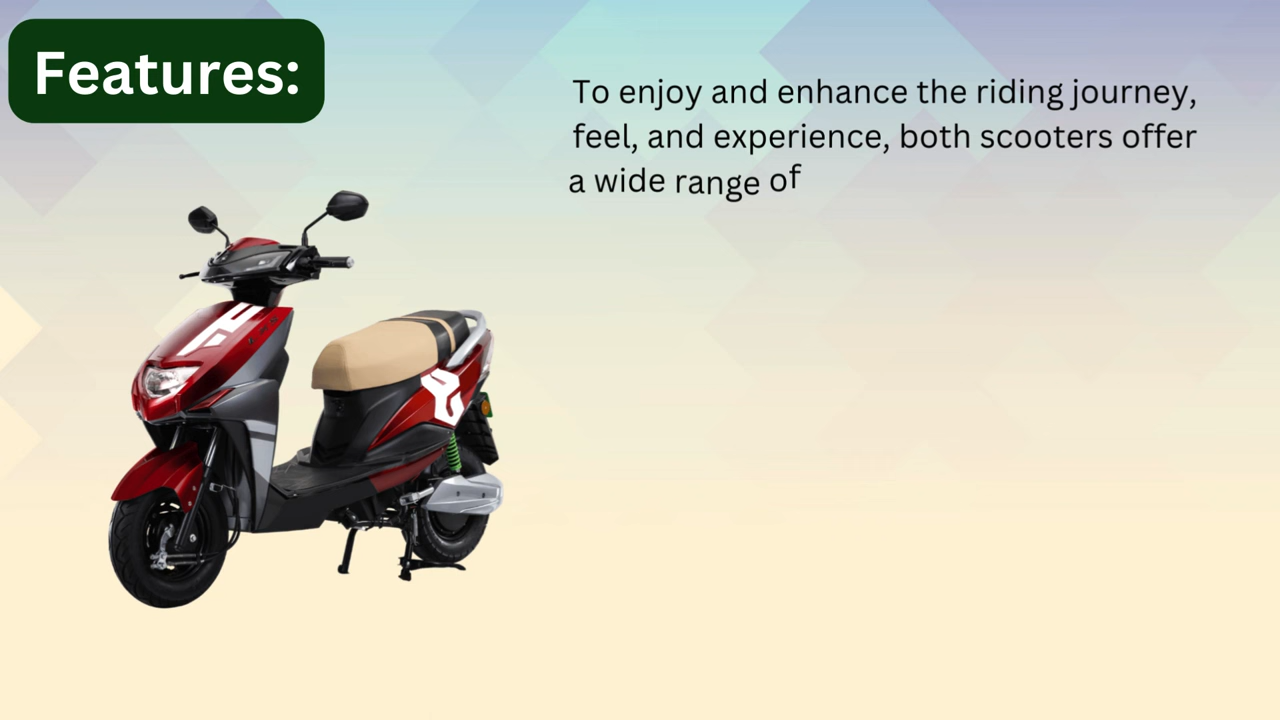 Features:
To enjoy and enhance the riding journey,
feel, and experience, both scooters offer
a wide range of